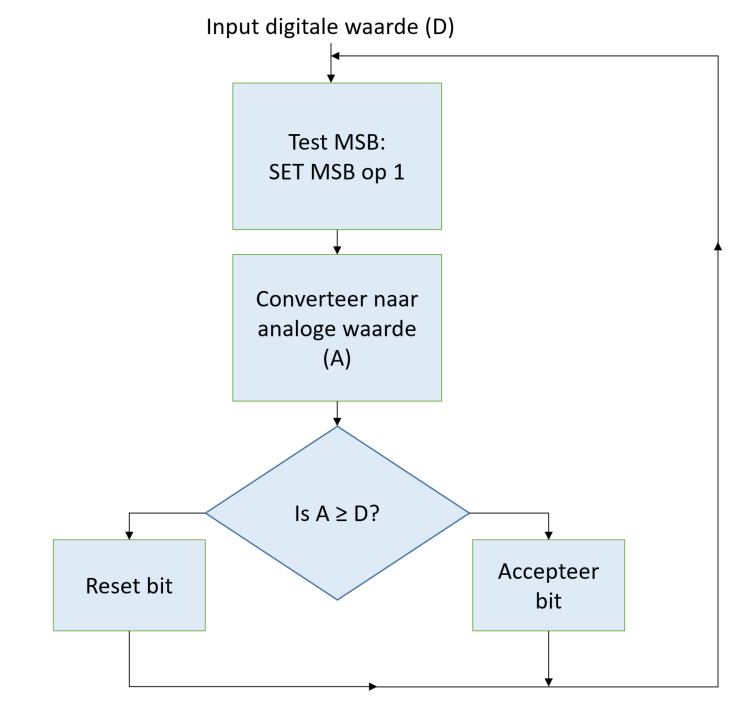 Input digitale waarde (D)
Test MSB:
SET MSB op 1
Converteer naar
analoge waarde
(A)
Is A ≥ D?
Reset bit
Accepteer
bit